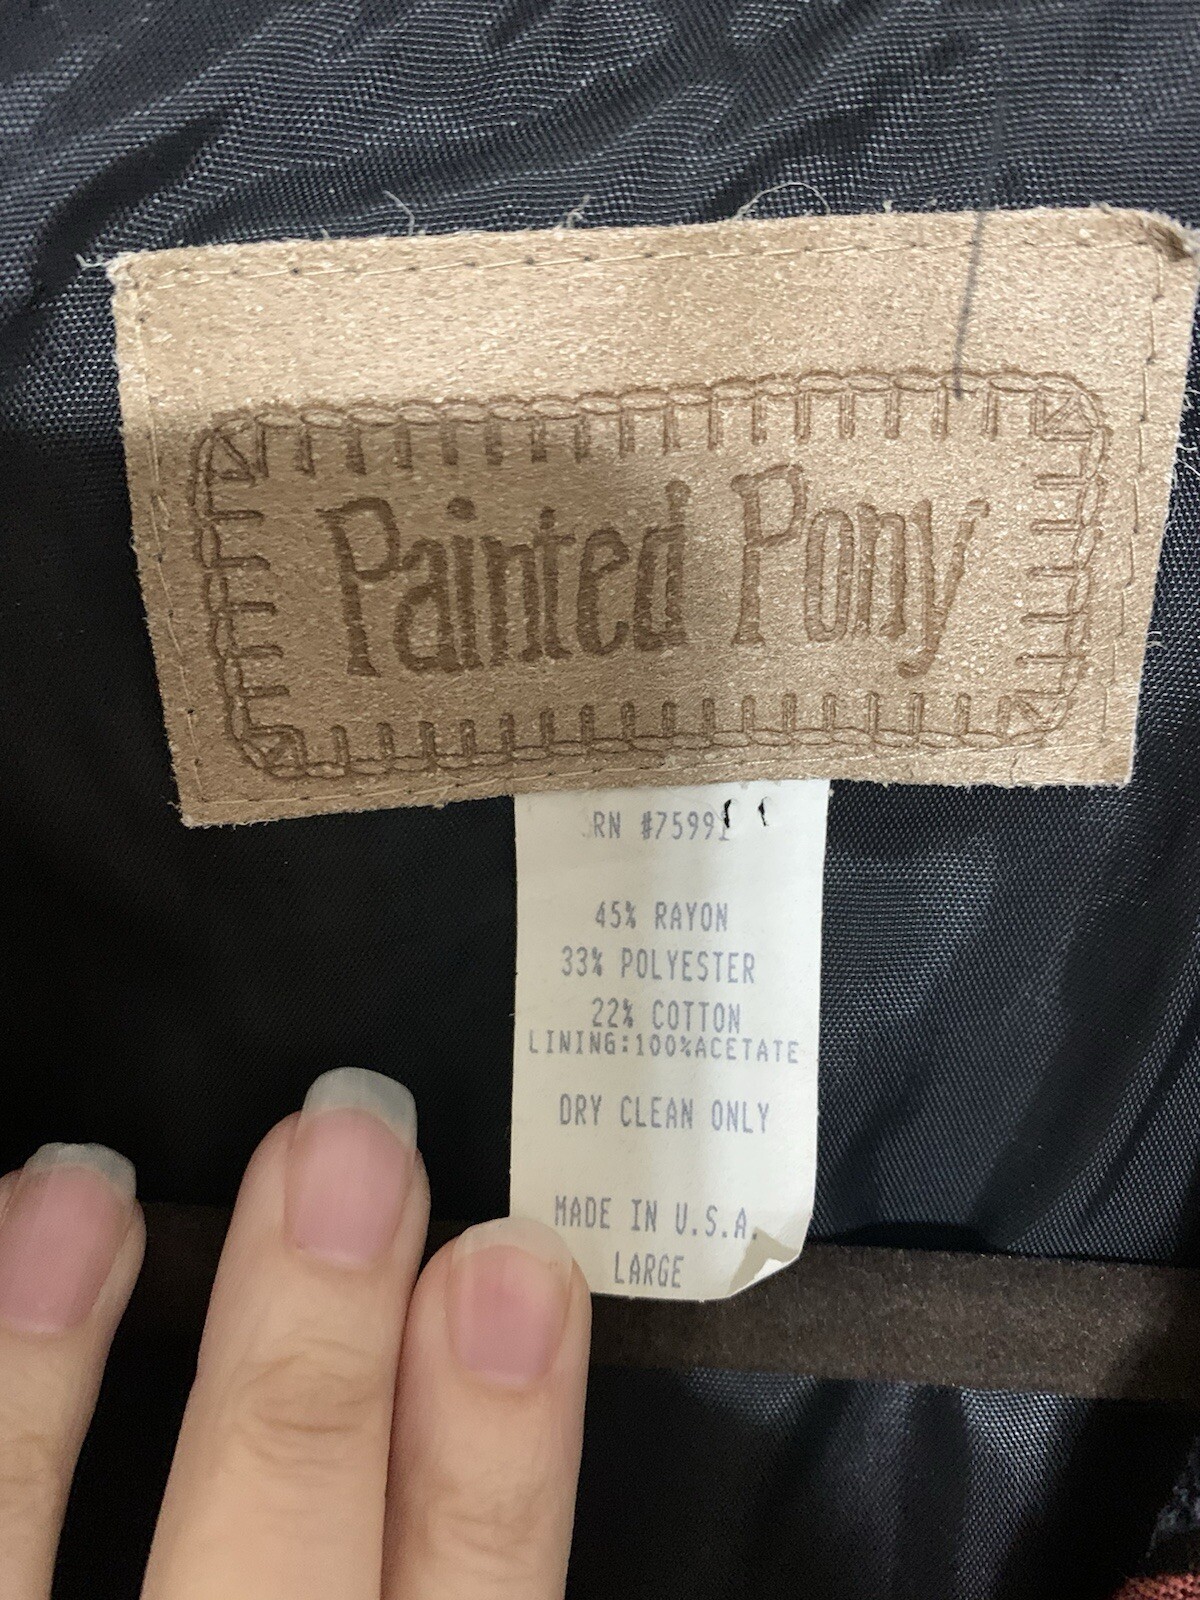 Painted Pony
RN #75991
45% RAYON
33% POLYESTER
22% COTTON
LINING:100%ACETATE
DRY CLEAN ONLY
MADE IN U.S.A.
LARGE